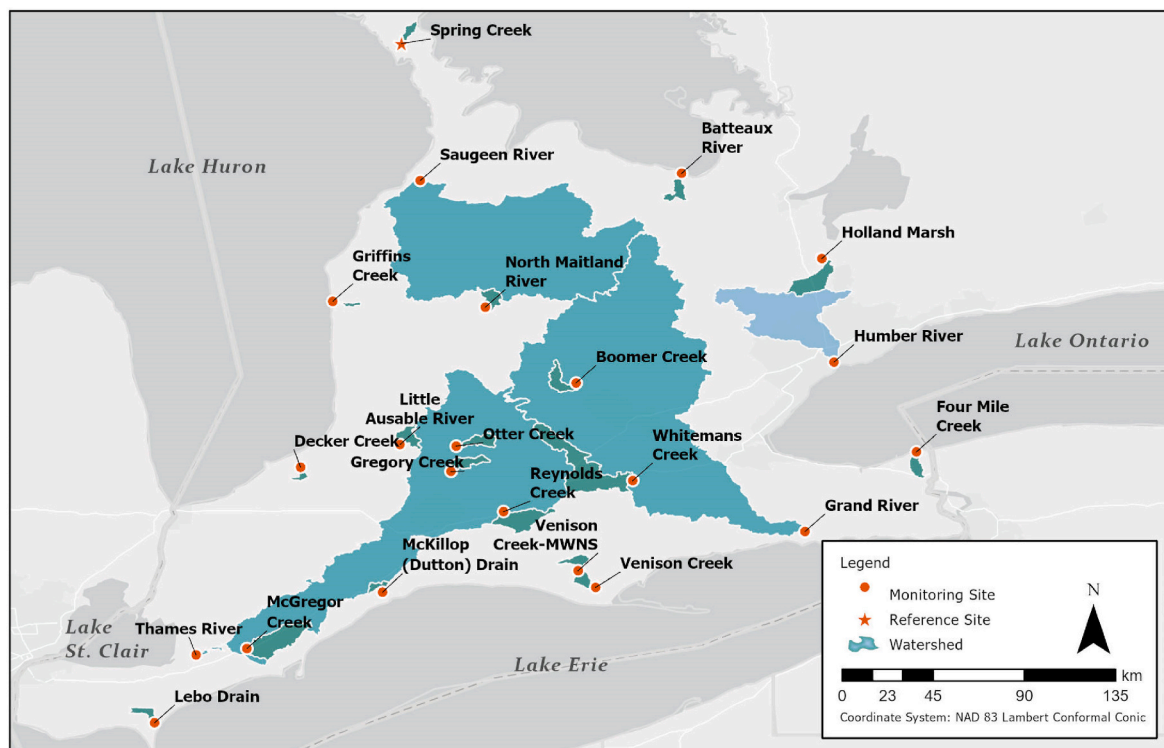 Spring Creek
Batteaux
River
Lake Huron
Saugeen River
Holland Marsh
Griffins
Creek
North Maitland
River
Humber River
Lake Ontario
Boomer Creek
Little
Ausable River
Four Mile
Creek
Decker Creek
Otter Creek
Whitemans
Creek
Gregory Creek
Reynolds
Creek
Grand River
Venison
Creek-MWNS
McKillop
(Dutton) Drain
Venison Creek
McGregor
Creek
Thames River
Lake
St. Clair
Lake Erie
Lebo Drain
Legend
Monitoring Site
Reference Site
Watershed
N
km
0 23 45 90 135
Coordinate System: NAD 83 Lambert Conformal Conic